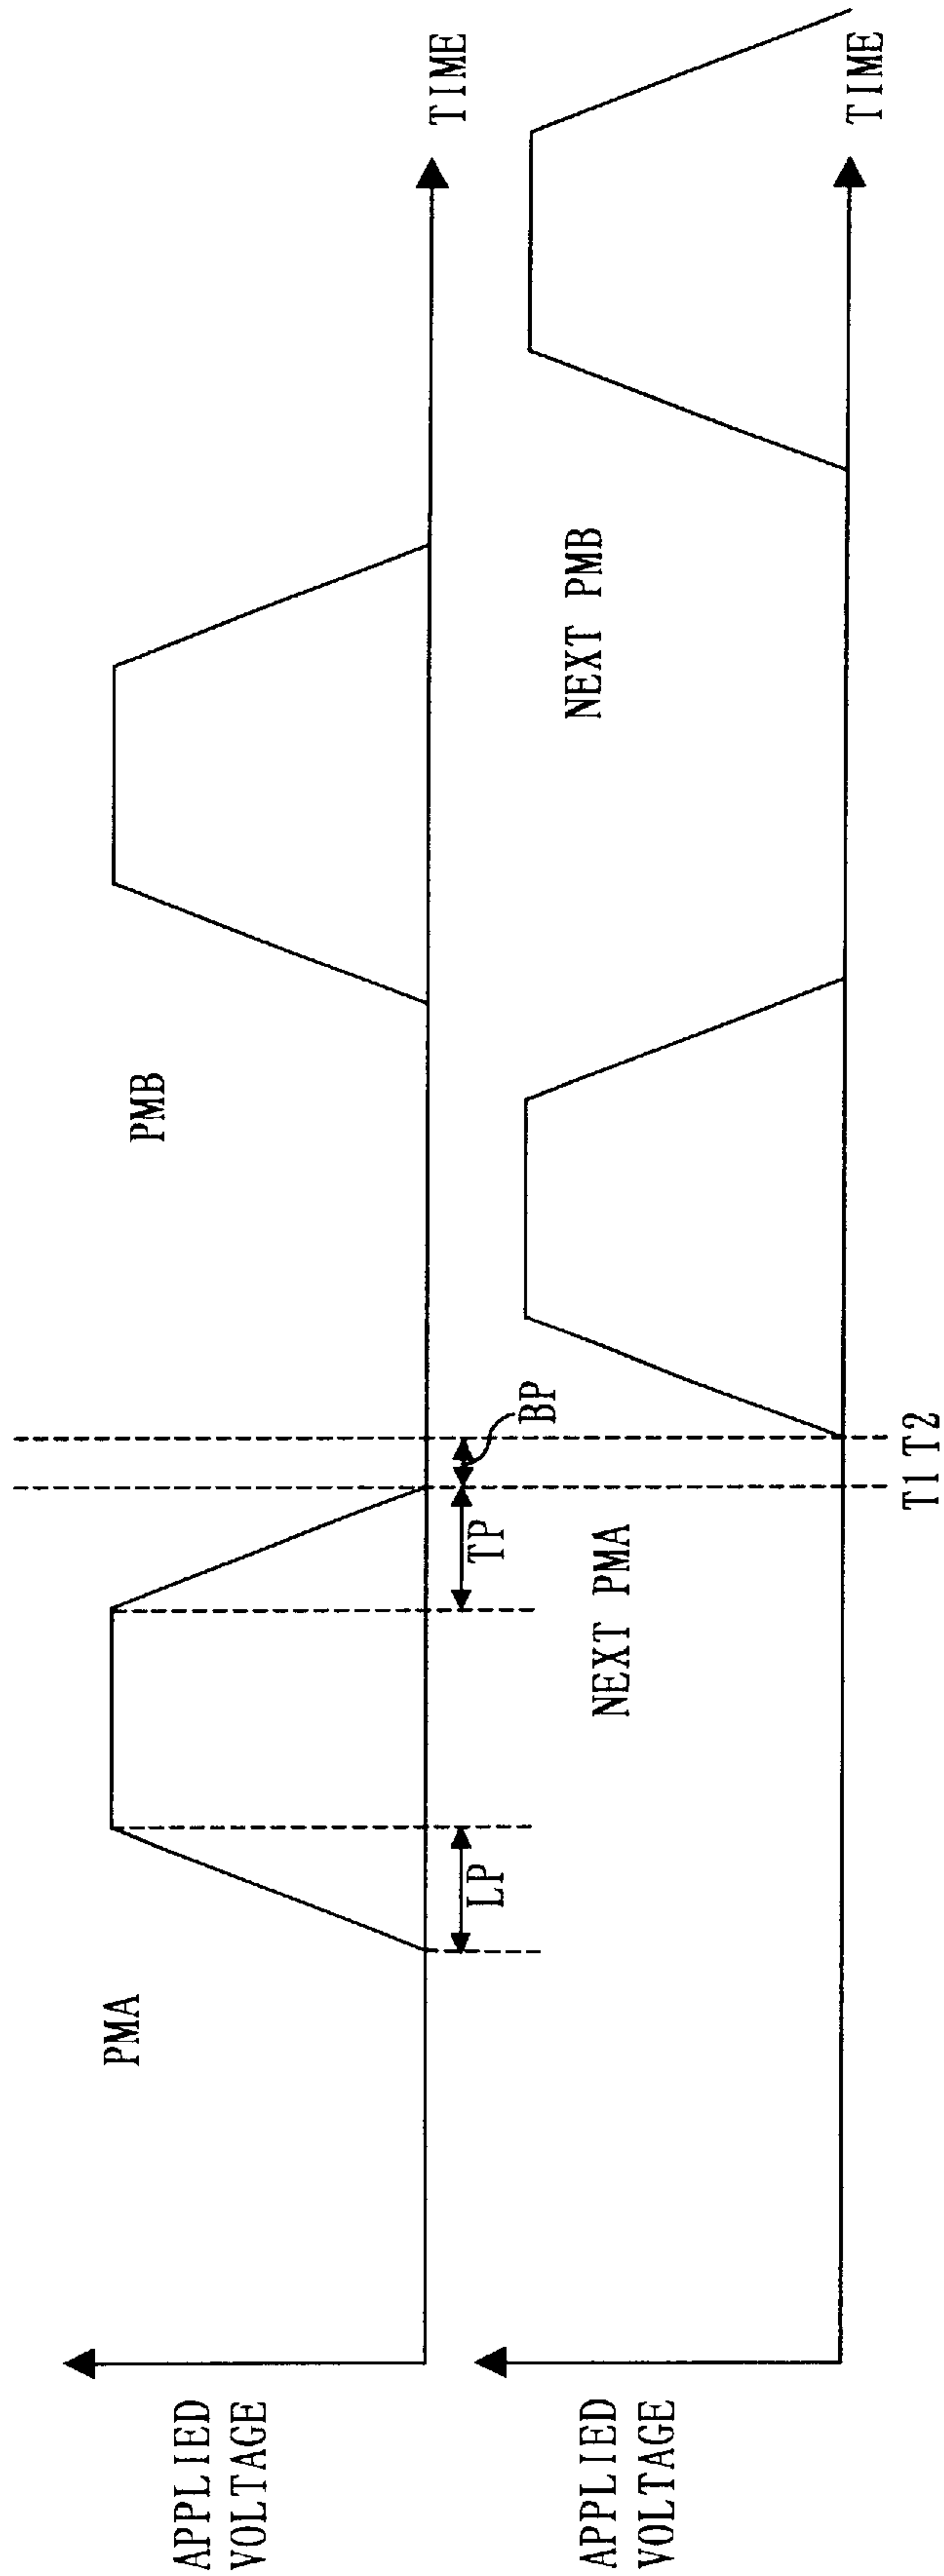 APPLIED
VOLTAGE
PMA
PMB
TIME
LP
TP
BP
APPLIED
VOLTAGE
NEXT PMA
NEXT PMB
TIME
T1 T2